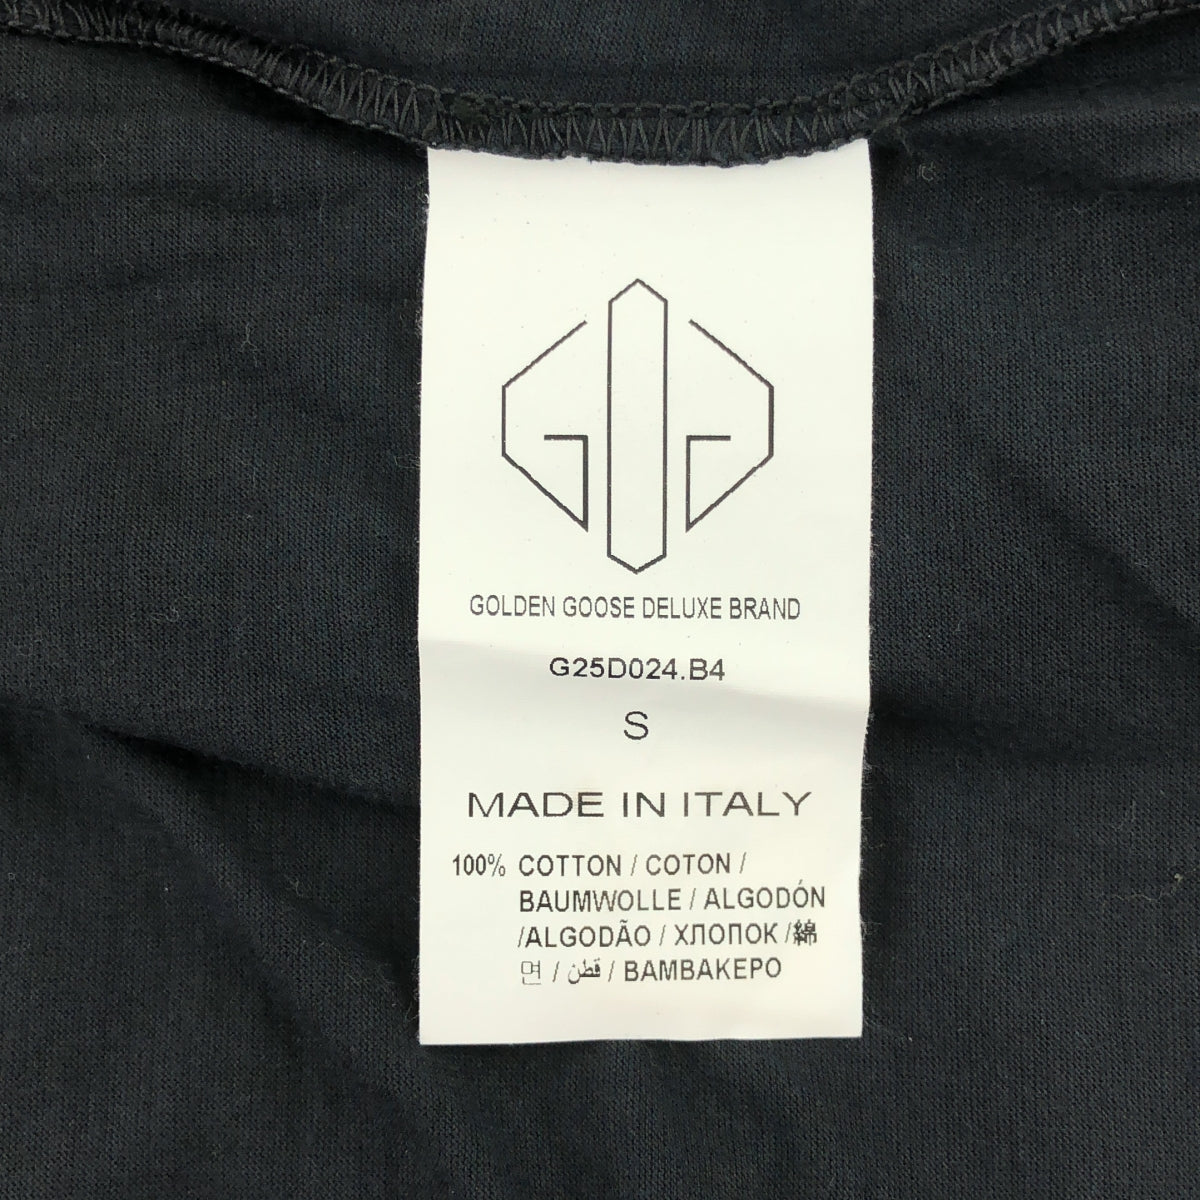 GOLDEN GOOSE DELUXE BRAND
G25D024.B4
S
MADE IN ITALY
100% COTTON / COTON /
BAUMWOLLE / ALGODÓN
/ALGODÃO / ХЛОПОК /綿
면 / قطن / BAMBAKEPO